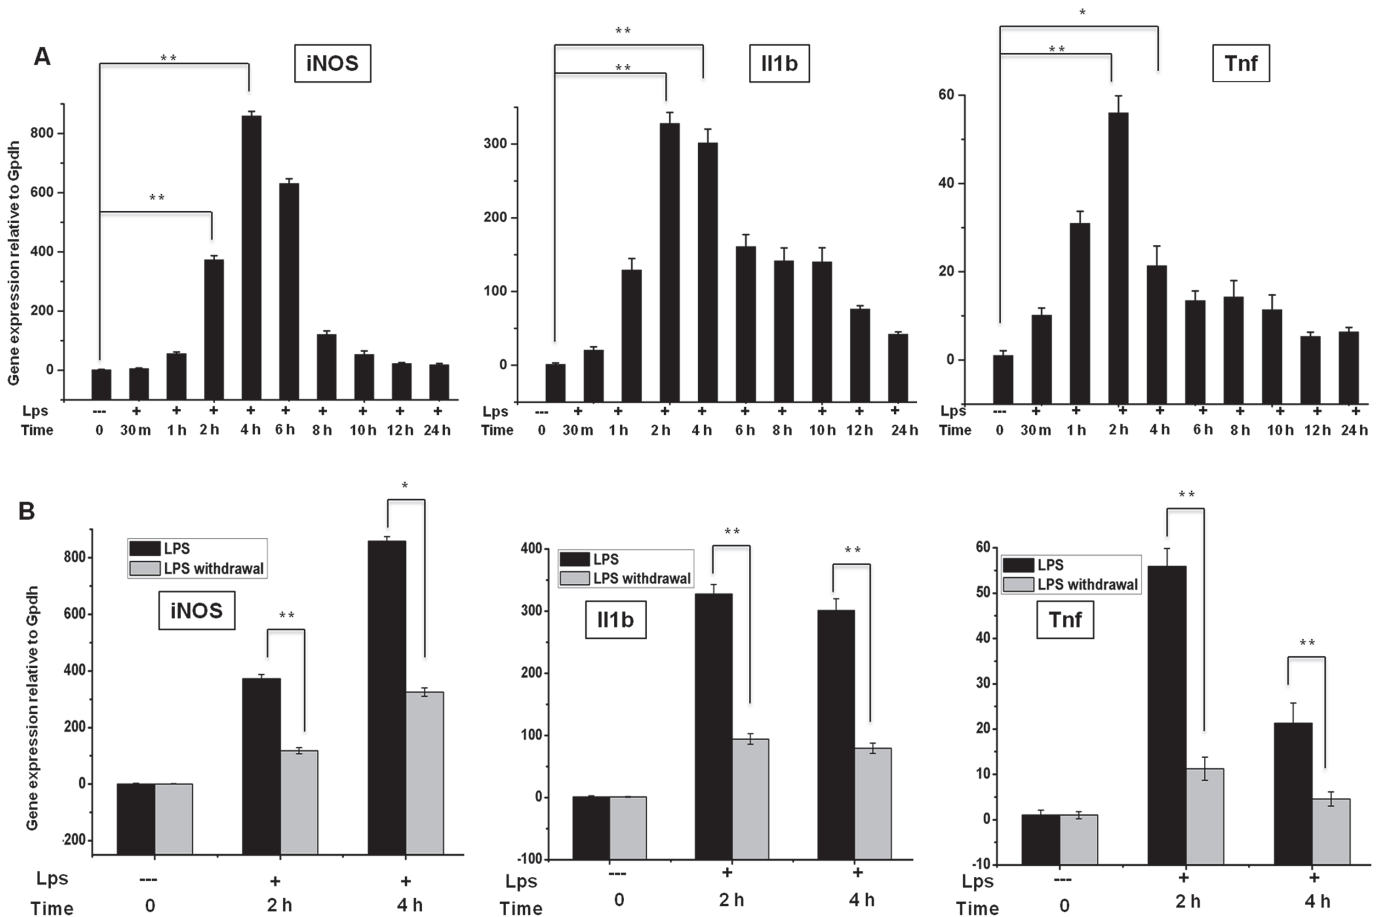 A
iNOS
Il1b
Tnf
** ** ** ** * **
Gene expression relative to Gpdh
800
600
400
200
0
Lps --- + + + + + + + + +
Time 0 30 m 1 h 2 h 4 h 6 h 8 h 10 h 12 h 24 h
300
200
100
0
Lps --- + + + + + + + + +
Time 0 30 m 1 h 2 h 4 h 6 h 8 h 10 h 12 h 24 h
60
40
20
0
Lps --- + + + + + + + + +
Time 0 30 m 1 h 2 h 4 h 6 h 8 h 10 h 12 h 24 h
B
Gene expression relative to Gpdh
LPS
LPS withdrawal
iNOS
*
**
800
600
400
200
0
-200
Lps --- + +
Time 0 2 h 4 h
LPS
LPS withdrawal
Il1b
** **
400
300
200
100
0
-100
Lps --- + +
Time 0 2 h 4 h
LPS
LPS withdrawal
Tnf
**
**
60
50
40
30
20
10
0
-10
Lps --- + +
Time 0 2 h 4 h